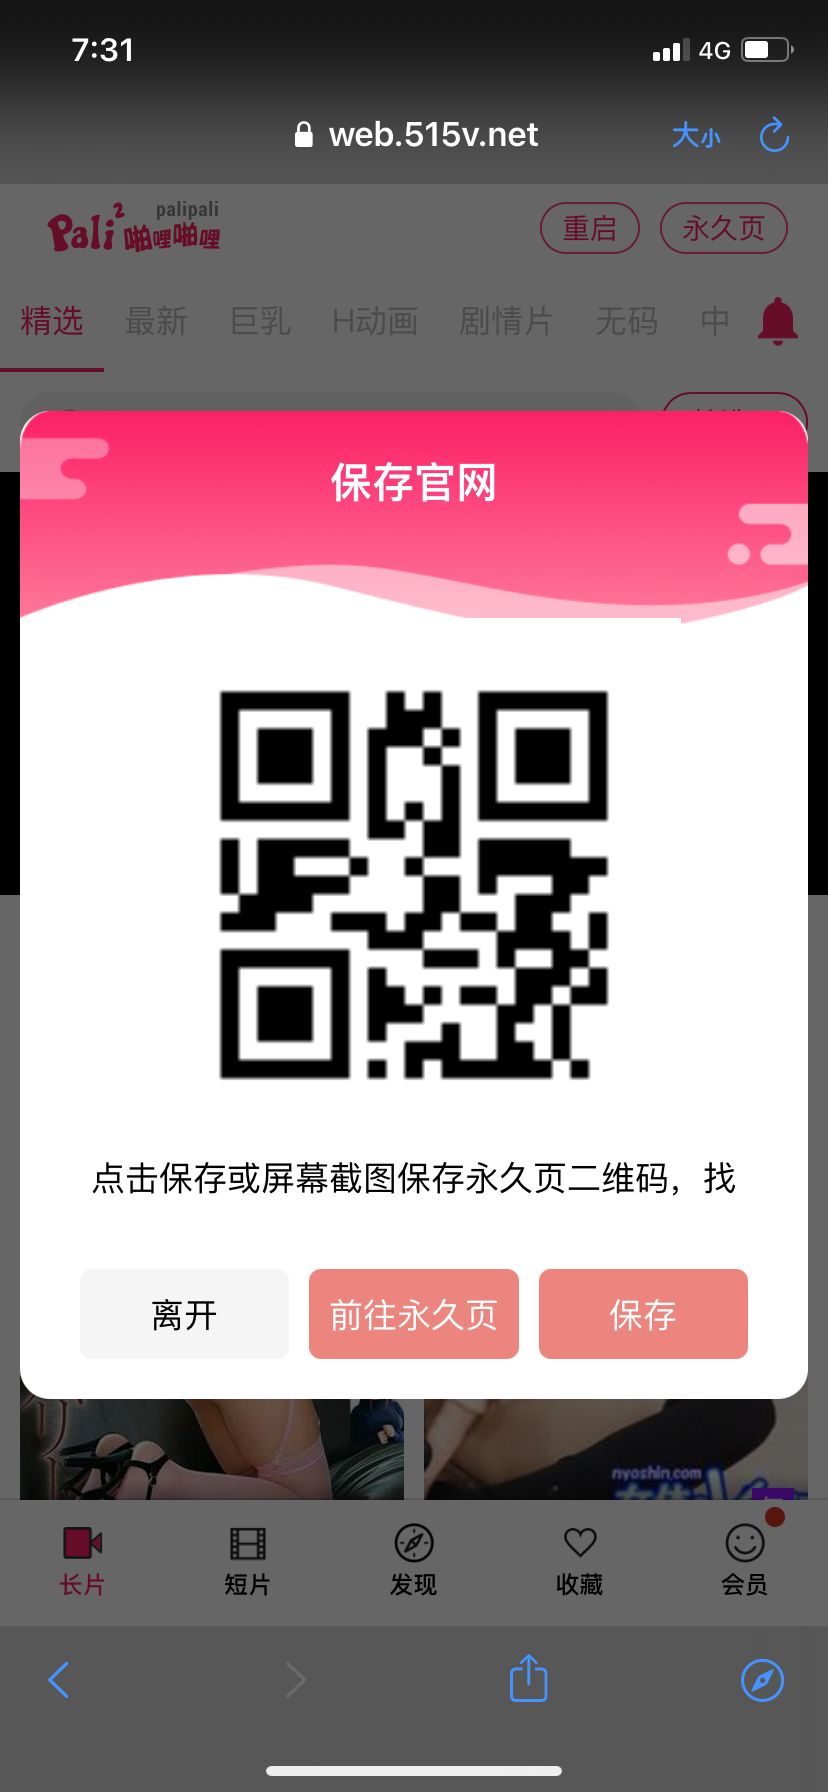 7:31
4G
web.515v.net
大小
palipali
Pali²
啪哩啪哩
重启
永久页
精选
最新
巨乳
H动画
剧情片
无码
中
保存官网
点击保存或屏幕截图保存永久页二维码，找
离开
前往永久页
保存
nyoshin.com
长片
短片
发现
收藏
会员